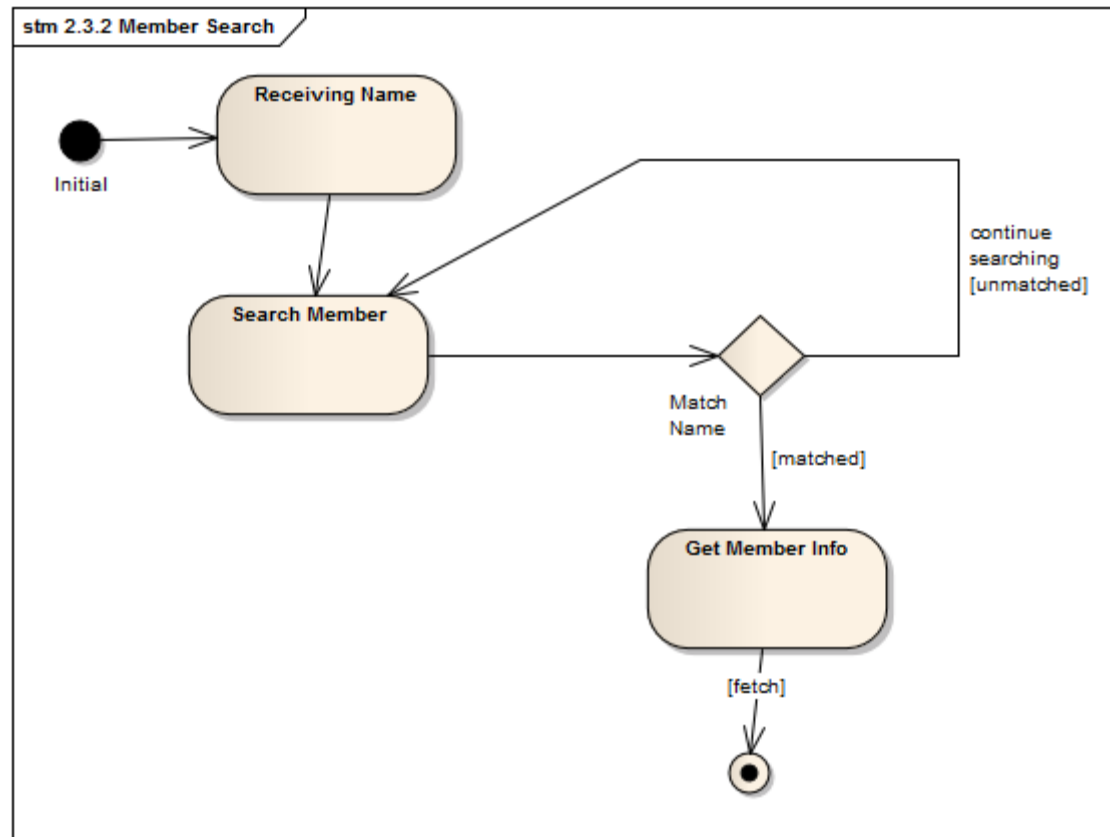 stm 2.3.2 Member Search
Receiving Name
Initial
continue
searching
[unmatched]
Search Member
Match
Name
[matched]
Get Member Info
[fetch]